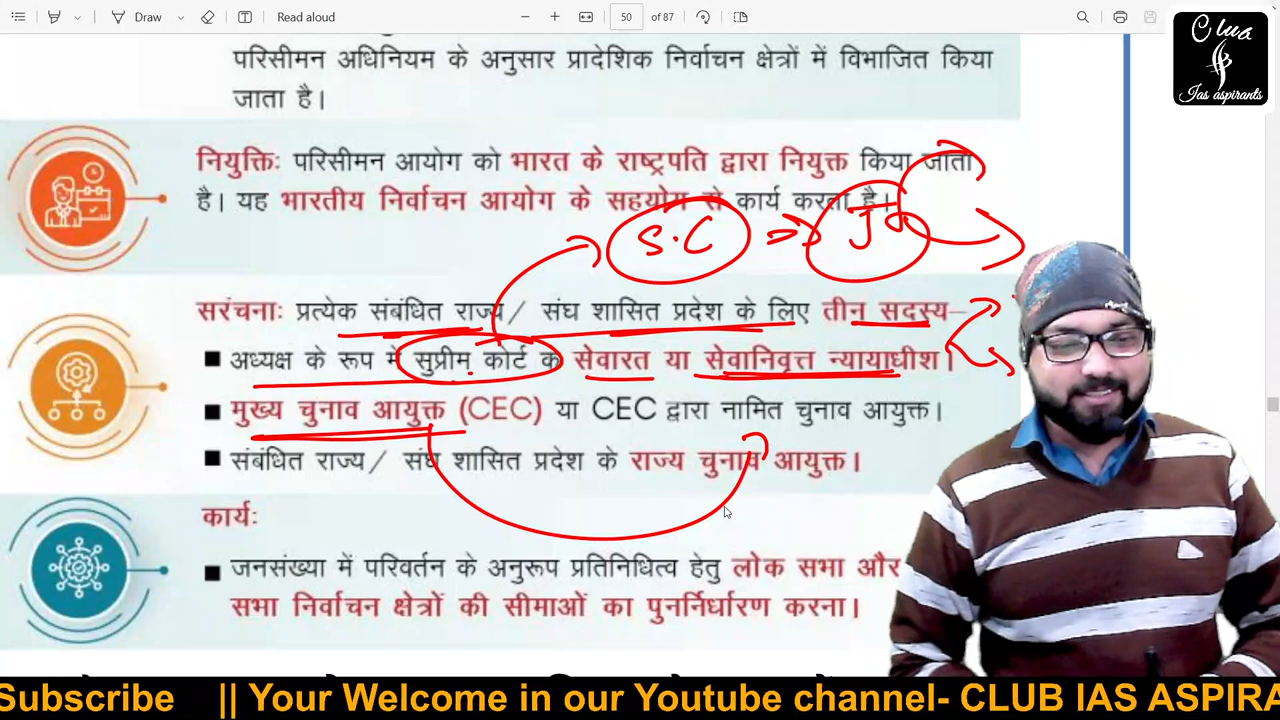 Draw
Read aloud
50 of 87
Clua
Ias aspirants
परिसीमन अधिनियम के अनुसार प्रादेशिक निर्वाचन क्षेत्रों में विभाजित किया
जाता है।
नियुक्तिः परिसीमन आयोग को भारत के राष्ट्रपति द्वारा नियुक्त किया जाता
है। यह भारतीय निर्वाचन आयोग के सहयोग से कार्य करता है।
S.C ⇒ J
सरंचनाः प्रत्येक संबंधित राज्य/ संघ शासित प्रदेश के लिए तीन सदस्य–
■ अध्यक्ष के रूप में सुप्रीम कोर्ट के सेवारत या सेवानिवृत्त न्यायाधीश।
■ मुख्य चुनाव आयुक्त (CEC) या CEC द्वारा नामित चुनाव आयुक्त।
■ संबंधित राज्य/ संघ शासित प्रदेश के राज्य चुनाव आयुक्त।
कार्यः
■ जनसंख्या में परिवर्तन के अनुरूप प्रतिनिधित्व हेतु लोक सभा और
सभा निर्वाचन क्षेत्रों की सीमाओं का पुनर्निर्धारण करना।
Subscribe || Your Welcome in our Youtube channel- CLUB IAS ASPIRA